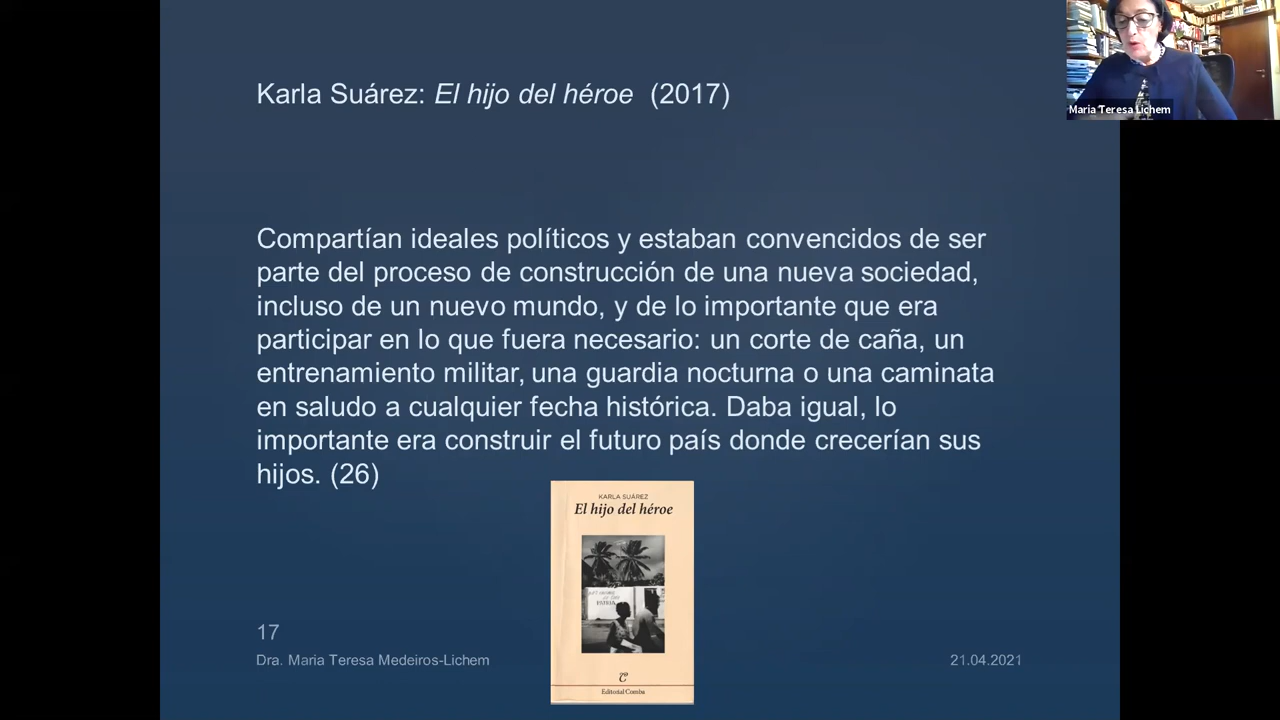 Karla Suárez: El hijo del héroe (2017)
Maria Teresa Lichem
Compartían ideales políticos y estaban convencidos de ser
parte del proceso de construcción de una nueva sociedad,
incluso de un nuevo mundo, y de lo importante que era
participar en lo que fuera necesario: un corte de caña, un
entrenamiento militar, una guardia nocturna o una caminata
en saludo a cualquier fecha histórica. Daba igual, lo
importante era construir el futuro país donde crecerían sus
hijos. (26)
KARLA SUÁREZ
El hijo del héroe
PATRIA
Editorial Comba
17
Dra. Maria Teresa Medeiros-Lichem
21.04.2021